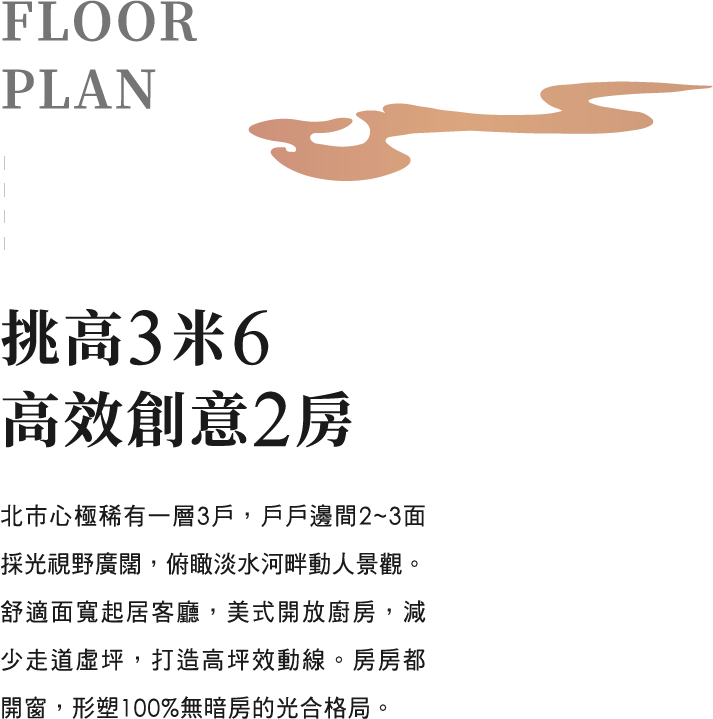 FLOOR
PLAN
挑高3米6
高效創意2房
北市心極稀有一層3戶，戶戶邊間2~3面
採光視野廣闊，俯瞰淡水河畔動人景觀。
舒適面寬起居客廳，美式開放廚房，減
少走道虛坪，打造高坪效動線。房房都
開窗，形塑100%無暗房的光合格局。